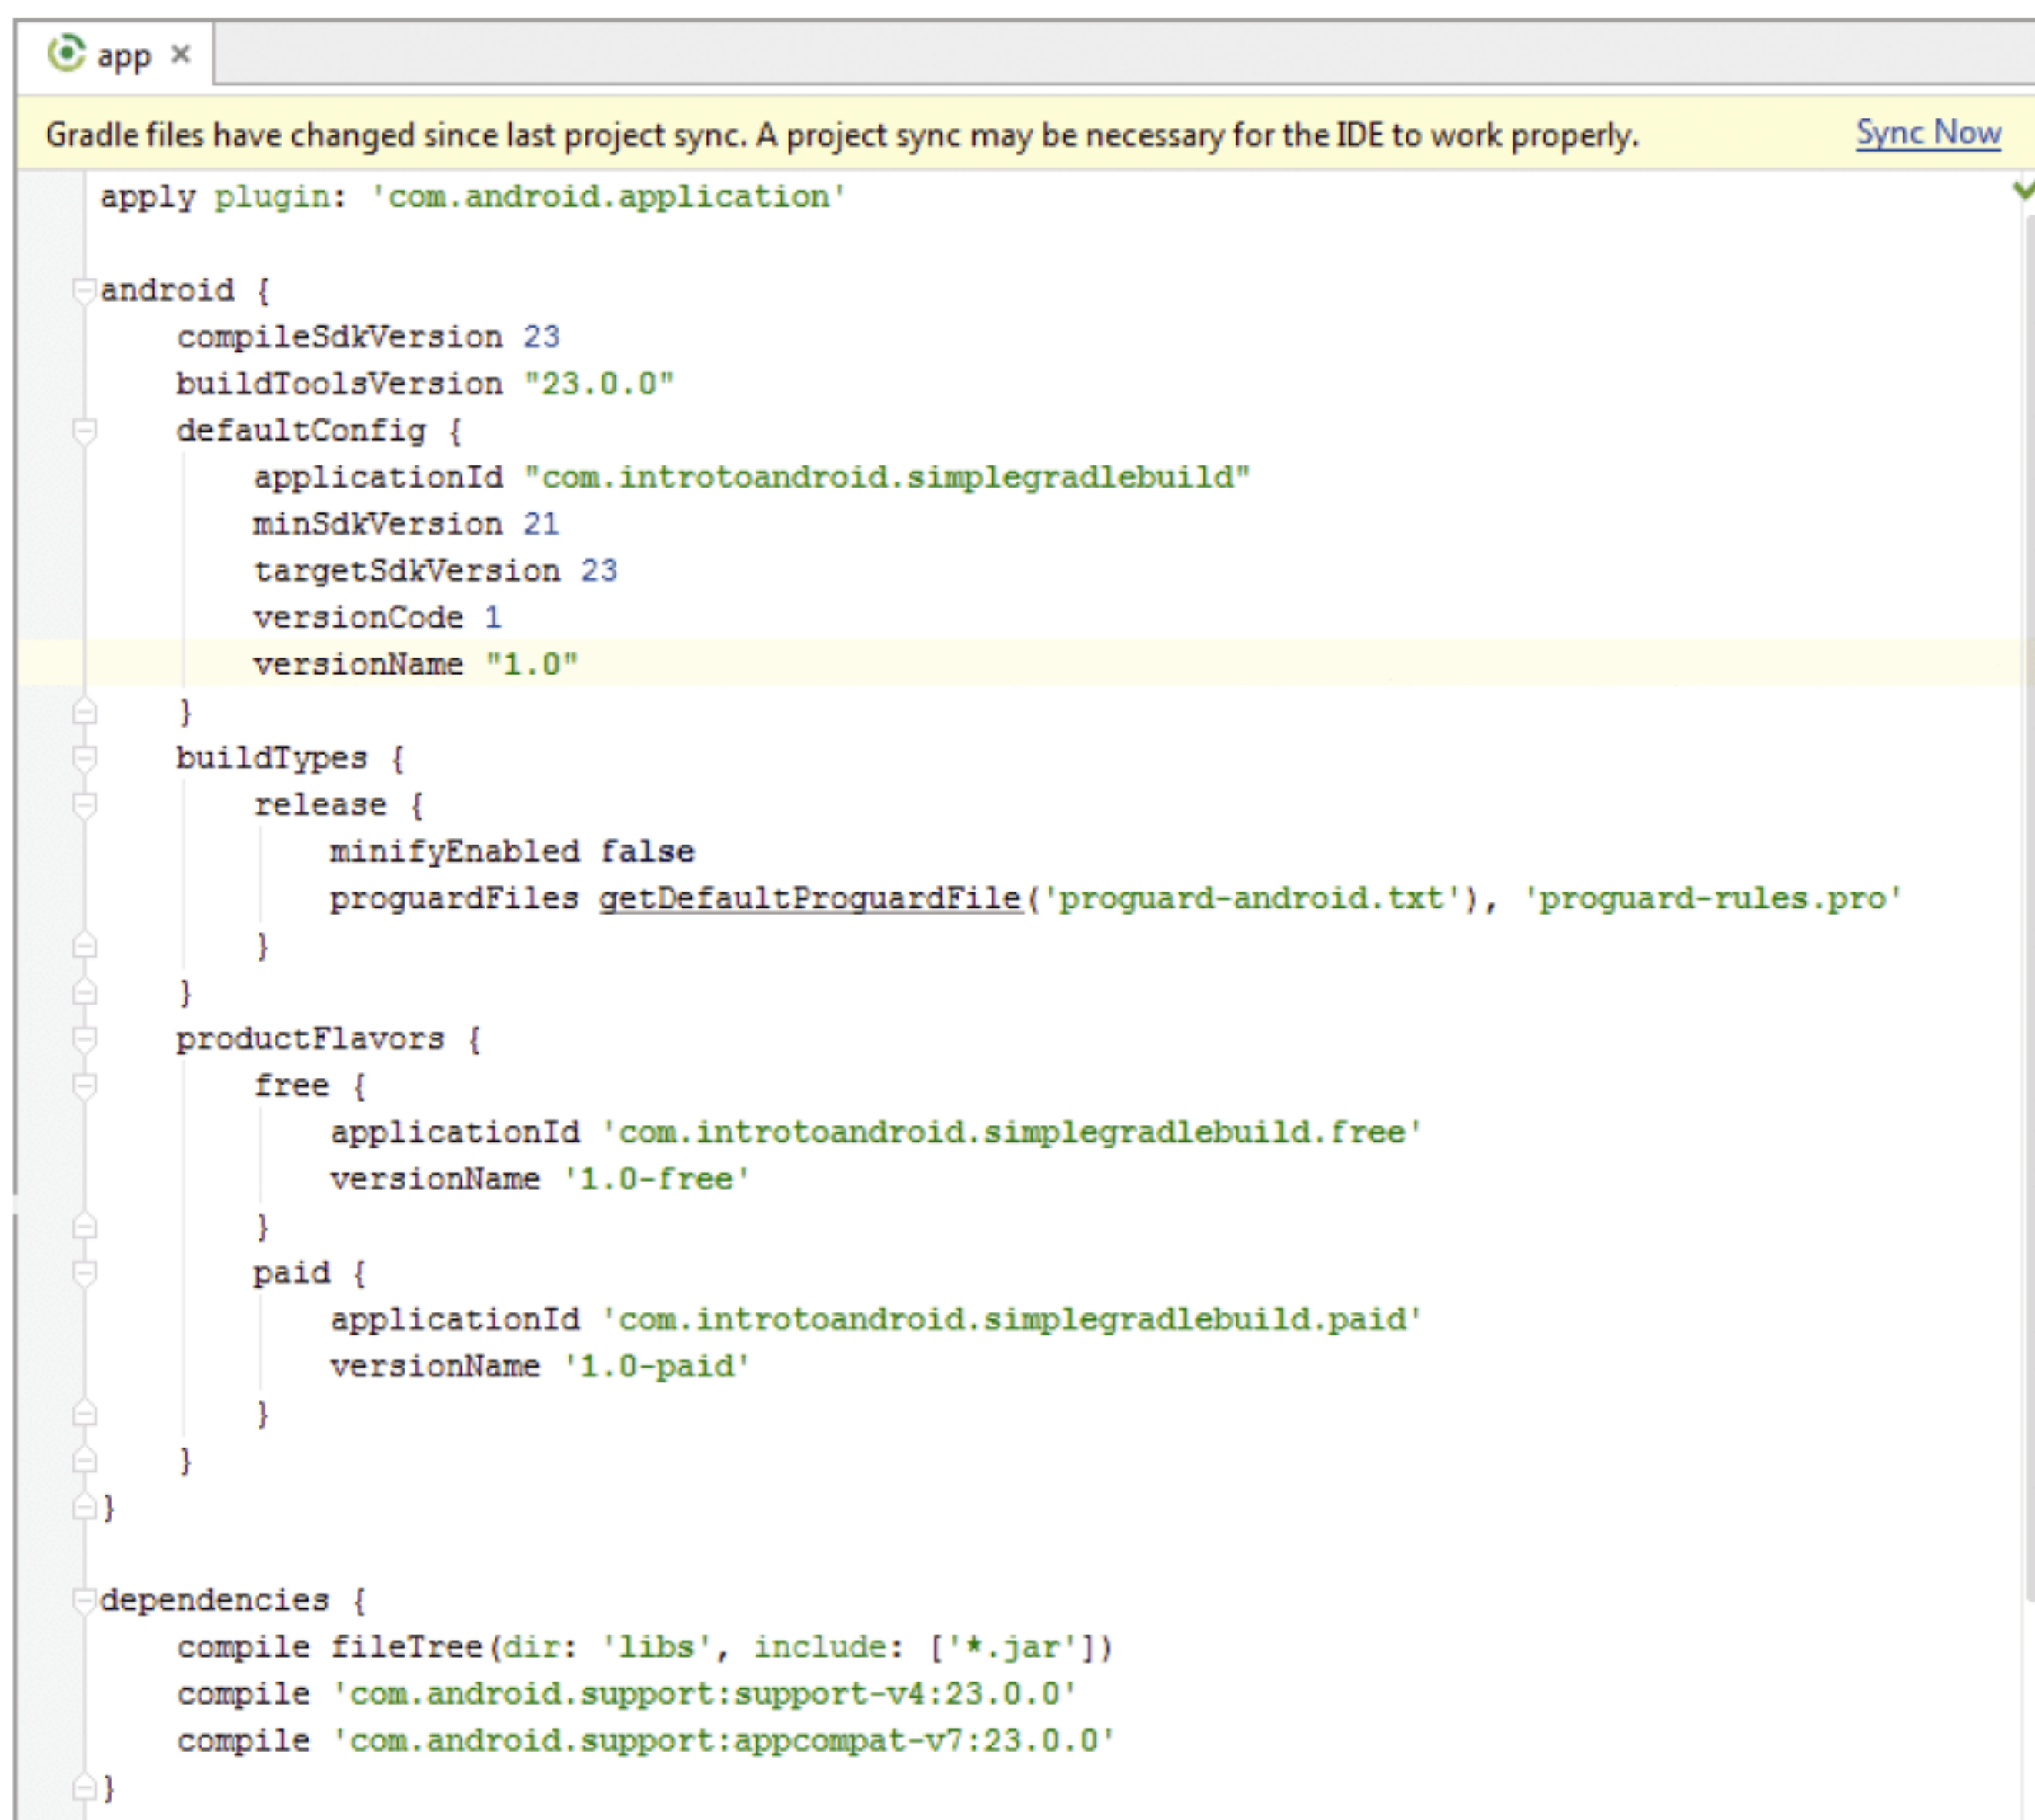 app
Gradle files have changed since last project sync. A project sync may be necessary for the IDE to work properly. Sync Now
apply plugin: 'com.android.application'
android {
compileSdkVersion 23
buildToolsVersion "23.0.0"
defaultConfig {
applicationId "com.introtoandroid.simplegradlebuild"
minSdkVersion 21
targetSdkVersion 23
versionCode 1
versionName "1.0"
}
buildTypes {
release {
minifyEnabled false
proguardFiles getDefaultProguardFile('proguard-android.txt'), 'proguard-rules.pro'
}
}
productFlavors {
free {
applicationId 'com.introtoandroid.simplegradlebuild.free'
versionName '1.0-free'
}
paid {
applicationId 'com.introtoandroid.simplegradlebuild.paid'
versionName '1.0-paid'
}
}
}
dependencies {
compile fileTree(dir: 'libs', include: ['*.jar'])
compile 'com.android.support:support-v4:23.0.0'
compile 'com.android.support:appcompat-v7:23.0.0'
}